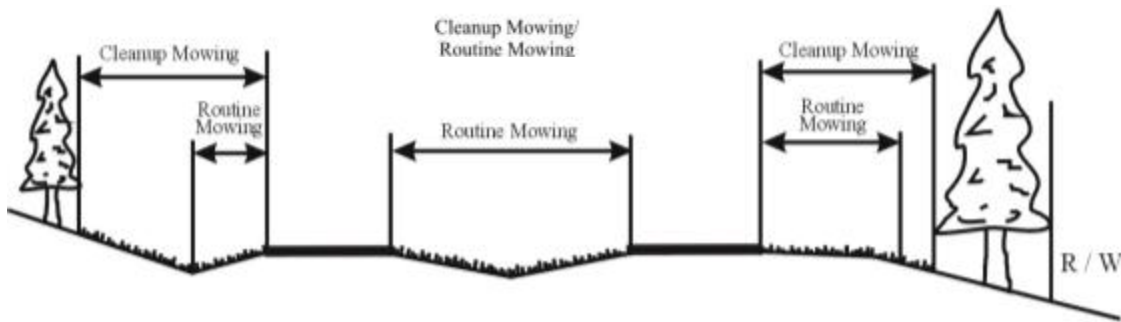 Cleanup Mowing/
Routine Mowing
Cleanup Mowing
Cleanup Mowing
Routine
Mowing
Routine Mowing
Routine
Mowing
R / W